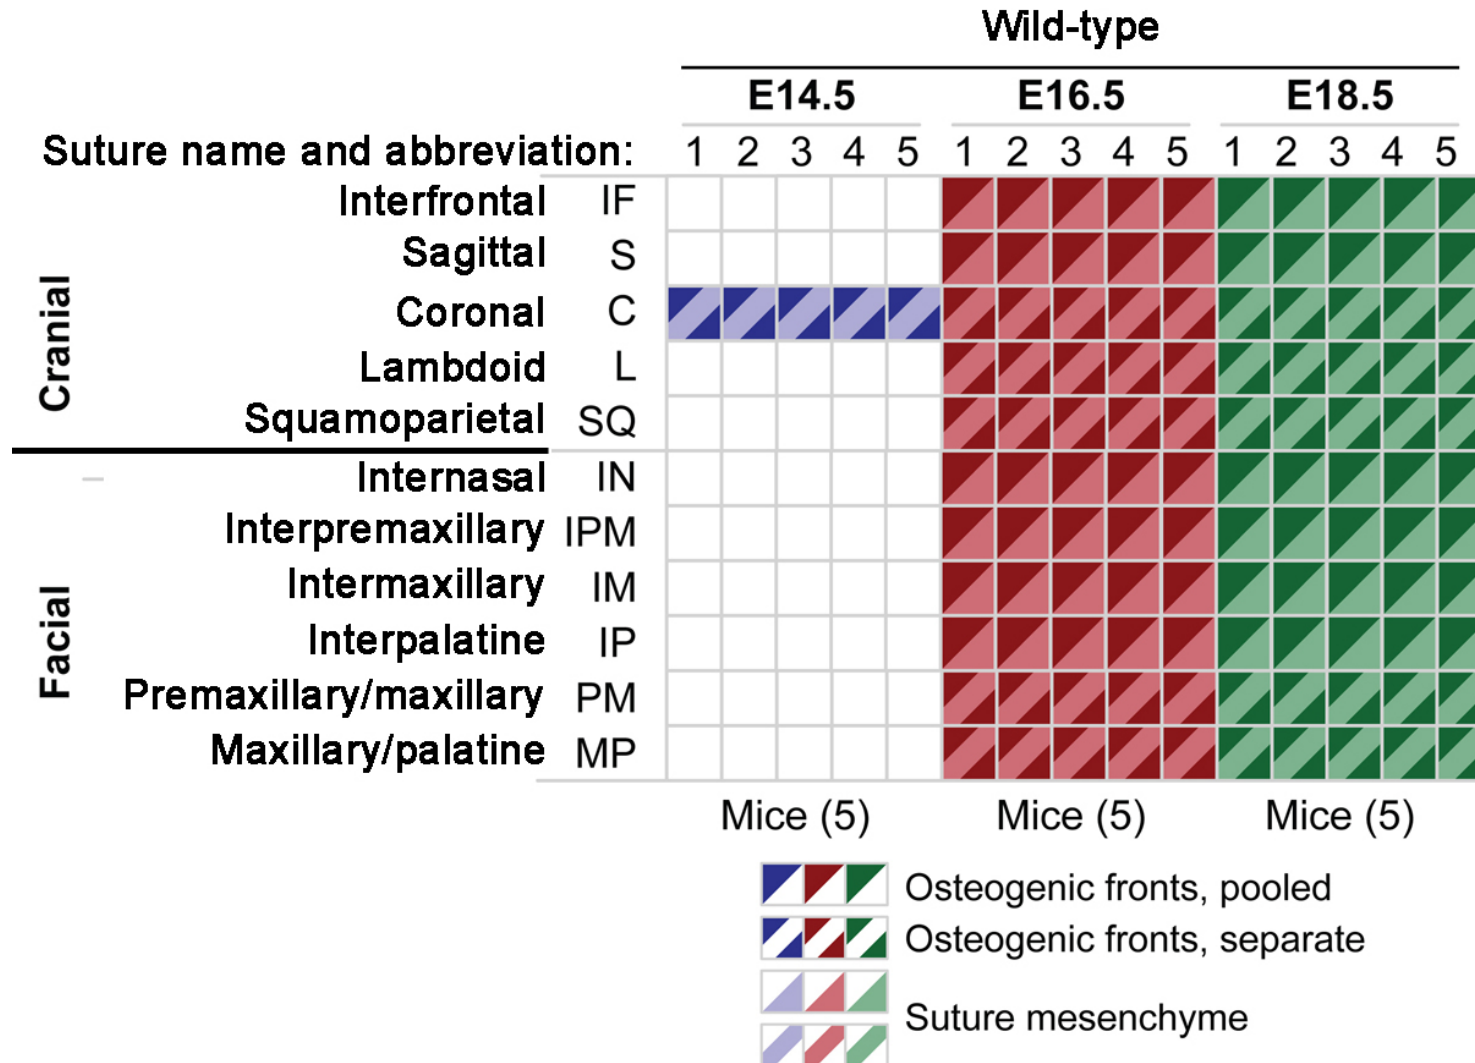 Wild-type
E14.5 E16.5 E18.5
Suture name and abbreviation: 1 2 3 4 5 1 2 3 4 5 1 2 3 4 5
Cranial
Interfrontal IF
Sagittal S
Coronal C
Lambdoid L
Squamoparietal SQ
Facial
Internasal IN
Interpremaxillary IPM
Intermaxillary IM
Interpalatine IP
Premaxillary/maxillary PM
Maxillary/palatine MP
Mice (5) Mice (5) Mice (5)
Osteogenic fronts, pooled
Osteogenic fronts, separate
Suture mesenchyme